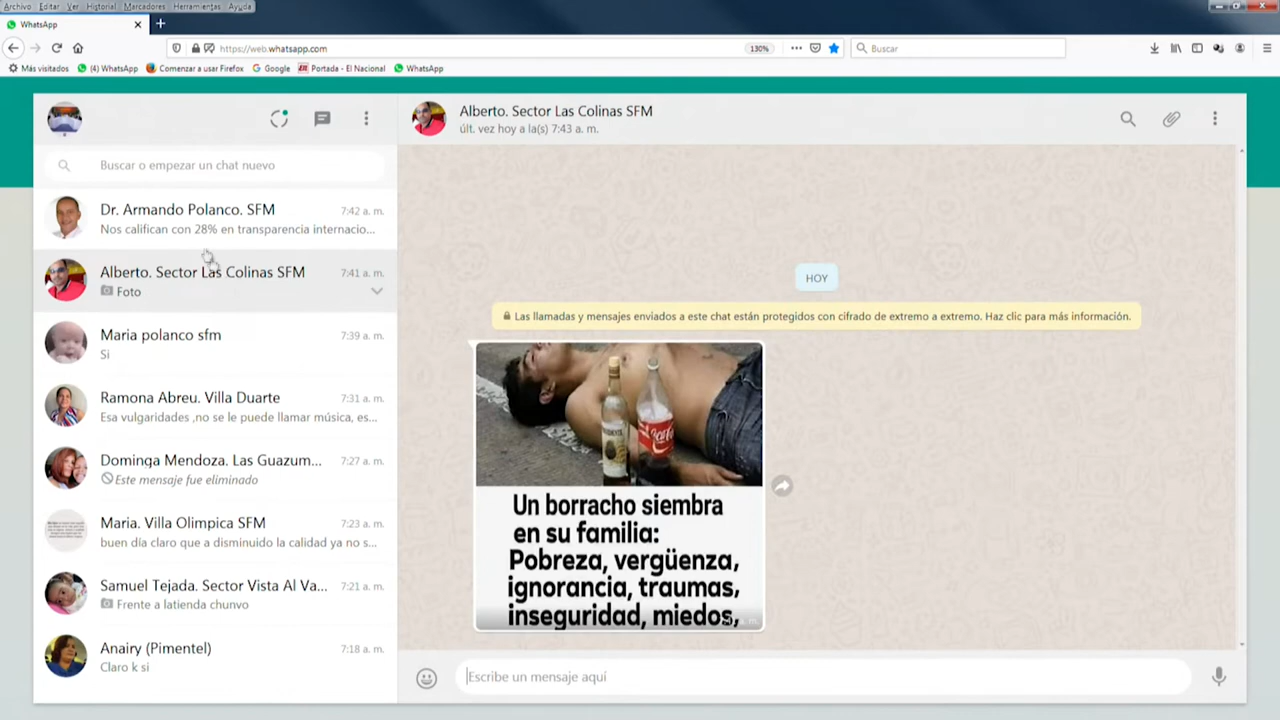 Archivo Editar Ver Historial Marcadores Herramientas Ayuda
WhatsApp
https://web.whatsapp.com
130%
Buscar
Más visitados
(4) WhatsApp
Comenzar a usar Firefox
Google
Portada - El Nacional
WhatsApp
Buscar o empezar un chat nuevo
Dr. Armando Polanco. SFM 7:42 a. m.
Nos califican con 28% en transparencia internacio...
Alberto. Sector Las Colinas SFM 7:41 a. m.
Foto
Maria polanco sfm 7:39 a. m.
Si
Ramona Abreu. Villa Duarte 7:31 a. m.
Esa vulgaridades ,no se le puede llamar música, es...
Dominga Mendoza. Las Guazum... 7:27 a. m.
Este mensaje fue eliminado
Maria. Villa Olimpica SFM 7:23 a. m.
buen día claro que a disminuido la calidad ya no s...
Samuel Tejada. Sector Vista Al Va... 7:21 a. m.
Frente a latienda chunvo
Anairy (Pimentel) 7:18 a. m.
Claro k si
Alberto. Sector Las Colinas SFM
últ. vez hoy a la(s) 7:43 a. m.
HOY
Las llamadas y mensajes enviados a este chat están protegidos con cifrado de extremo a extremo. Haz clic para más información.
Coca-Cola
Un borracho siembra
en su familia:
Pobreza, vergüenza,
ignorancia, traumas,
inseguridad, miedos,
Escribe un mensaje aquí